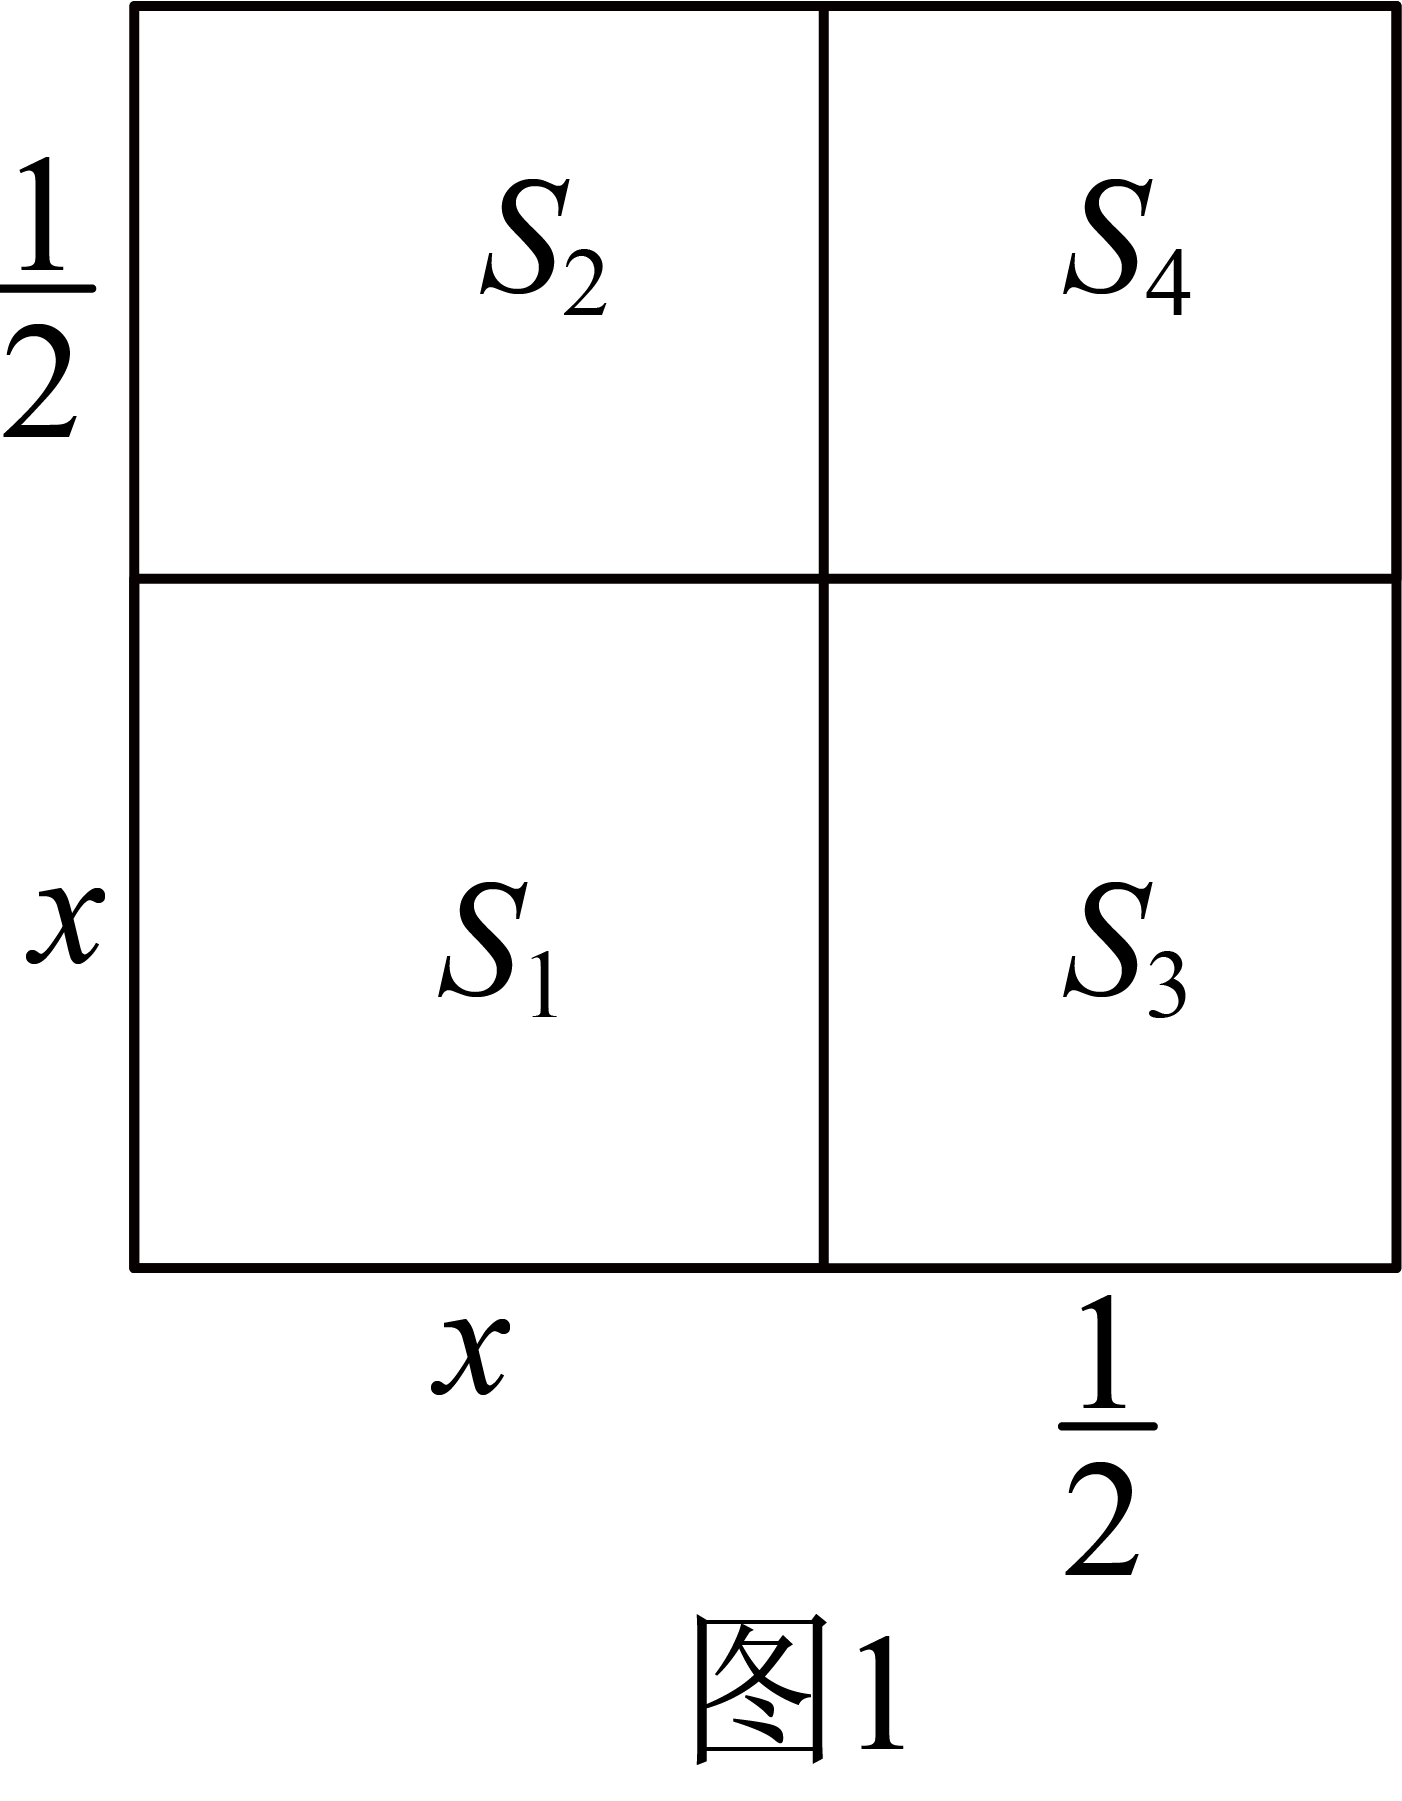 1/2
S₂ S₄
x
S₁ S₃
x
1/2
图1